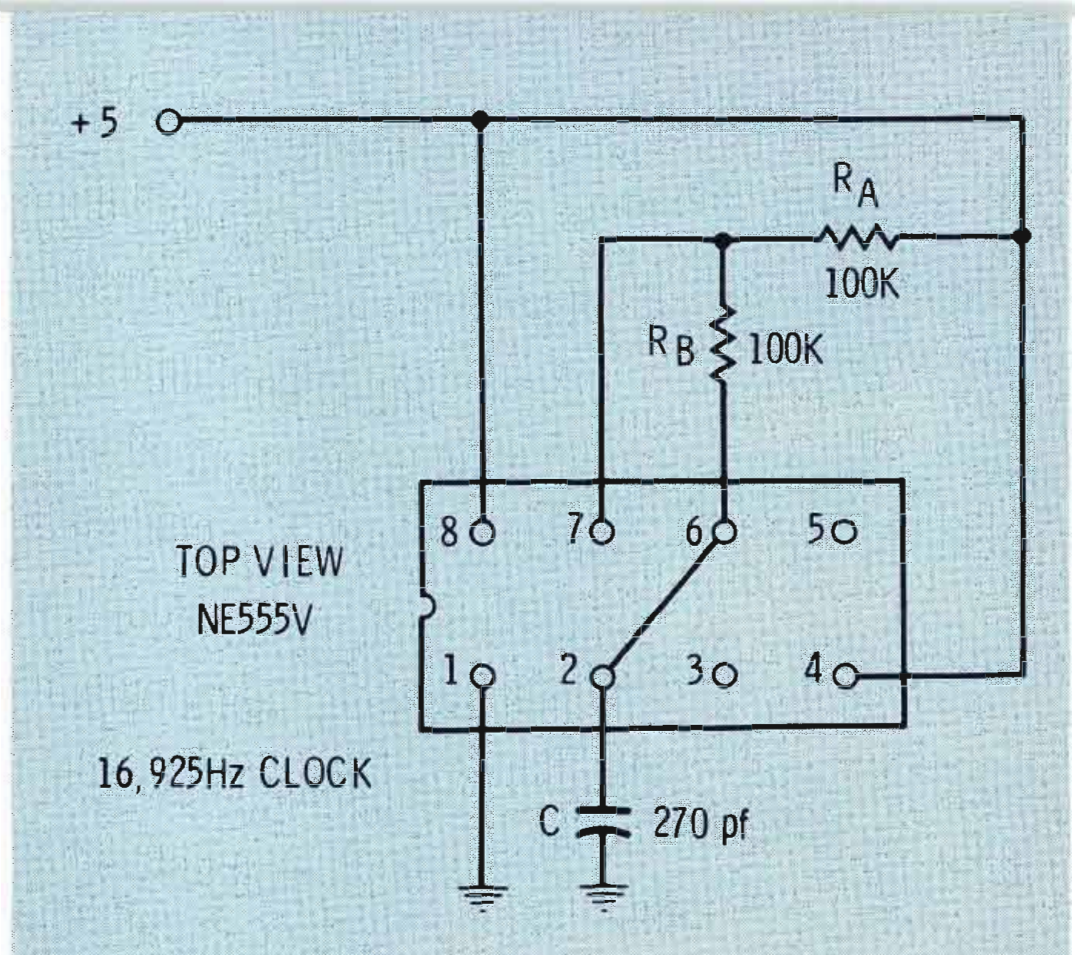 +5
R A
100K
R B 100K
8 7 6 5
TOP VIEW
NE555V
1 2 3 4
16,925Hz CLOCK
C 270 pf